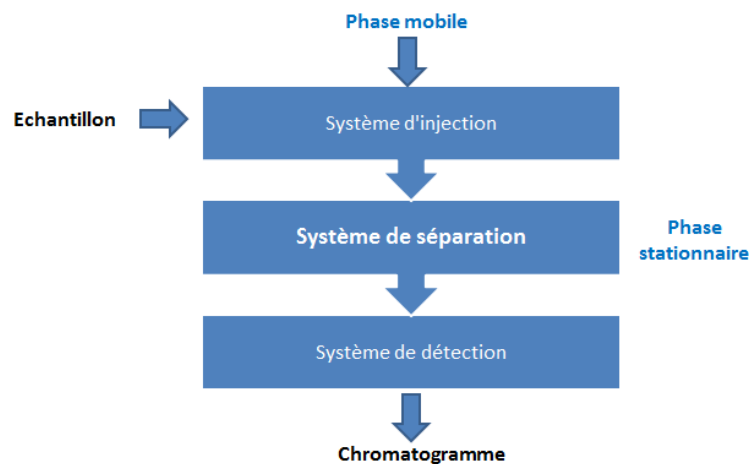 Phase mobile
Echantillon
Système d'injection
Système de séparation
Phase
stationnaire
Système de détection
Chromatogramme